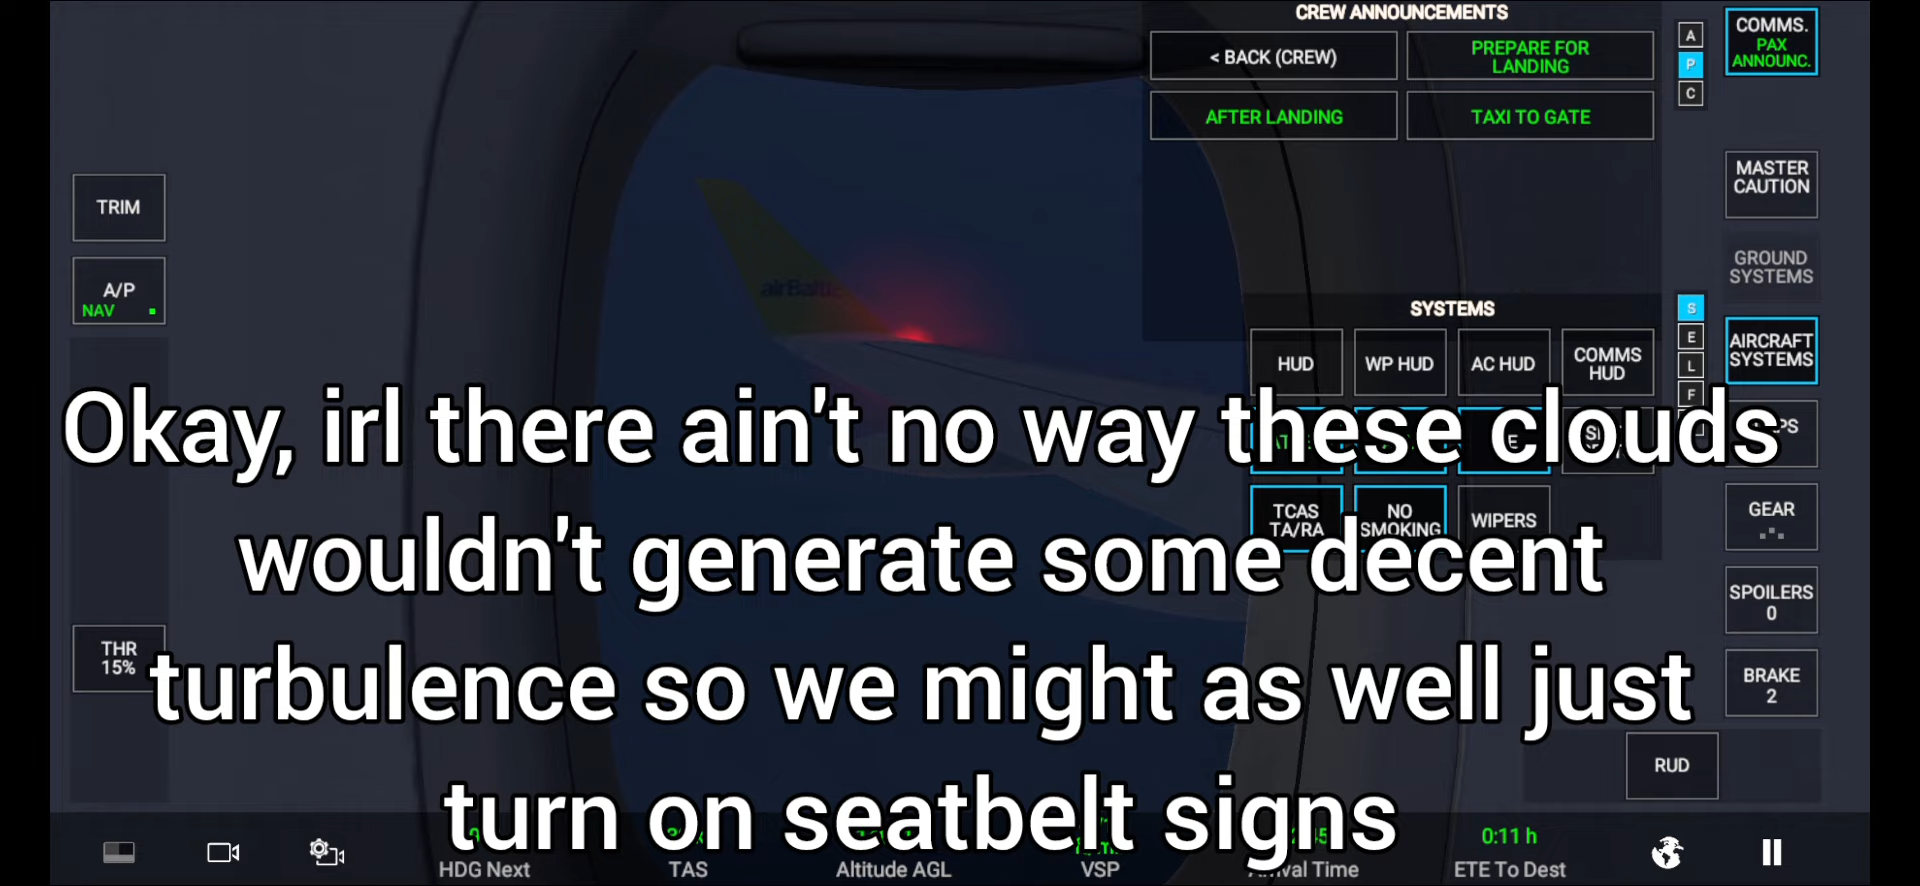 CREW ANNOUNCEMENTS
< BACK (CREW)
PREPARE FOR
LANDING
AFTER LANDING
TAXI TO GATE
A
P
C
COMMS.
PAX
ANNOUNC.
MASTER
CAUTION
GROUND
SYSTEMS
AIRCRAFT
SYSTEMS
TRIM
A/P
NAV
airBaltic
SYSTEMS
S
E
L
F
HUD
WP HUD
AC HUD
COMMS
HUD
Okay, irl there ain't no way these clouds
wouldn't generate some decent
turbulence so we might as well just
turn on seatbelt signs
TCAS
TA/RA
NO
SMOKING
WIPERS
GEAR
SPOILERS
0
BRAKE
2
THR
15%
RUD
HDG Next
TAS
Altitude AGL
VSP
Arrival Time
0:11 h
ETE To Dest